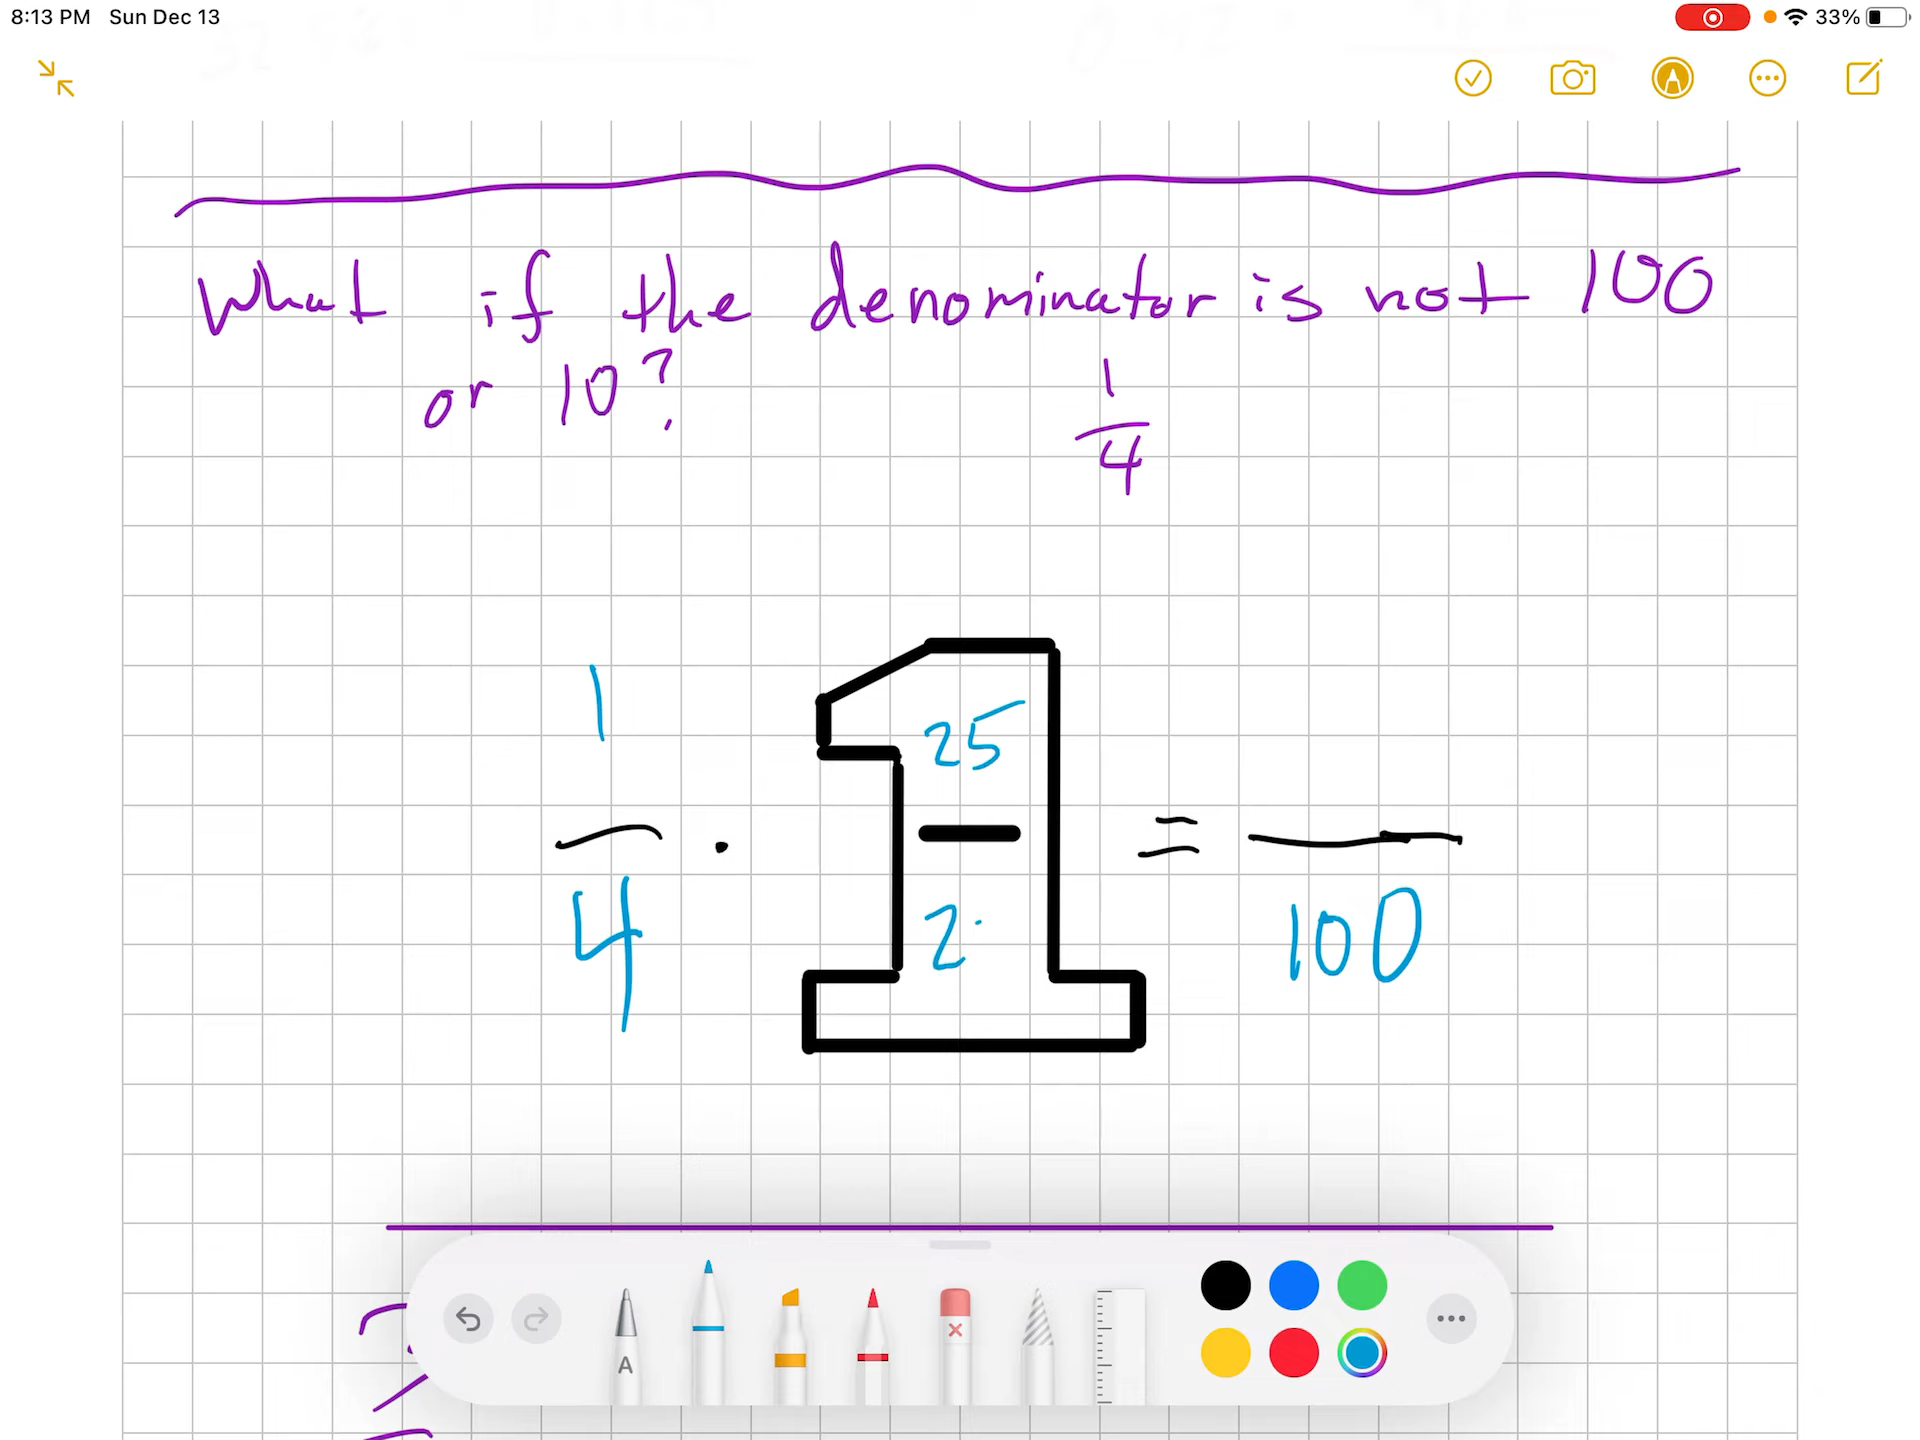 8:13 PM Sun Dec 13
33%
What if the denominator is not 100
or 10?
1
4
1
4
.
25
2
=
100
A